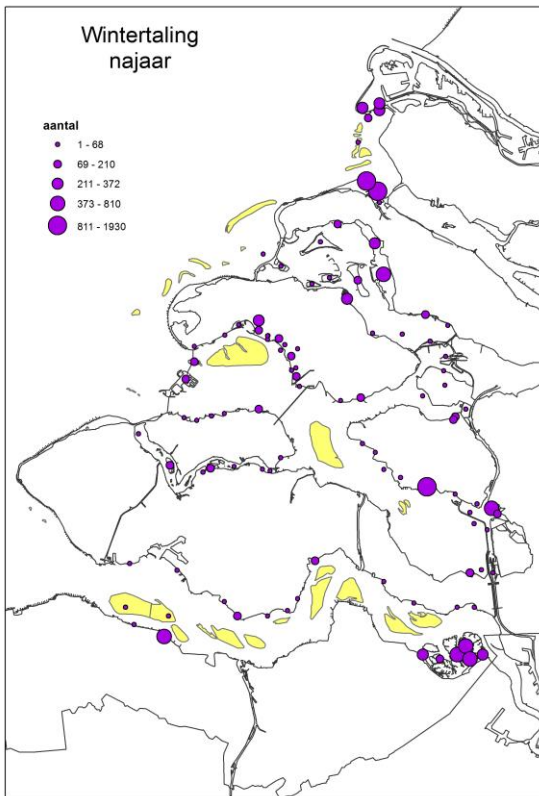 Wintertaling
najaar
aantal
1 - 68
69 - 210
211 - 372
373 - 810
811 - 1930